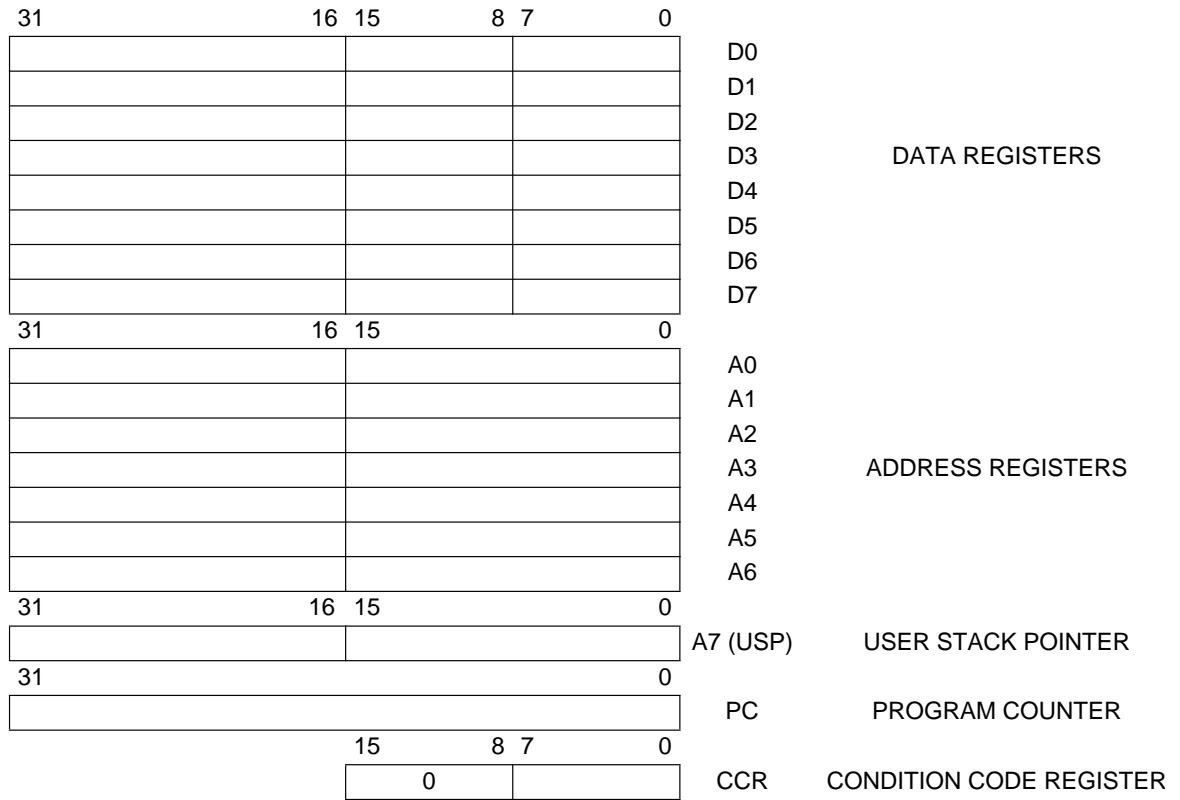 31 16 15 8 7 0
D0
D1
D2
D3 DATA REGISTERS
D4
D5
D6
D7
31 16 15 0
A0
A1
A2
A3 ADDRESS REGISTERS
A4
A5
A6
31 16 15 0
A7 (USP) USER STACK POINTER
31 0
PC PROGRAM COUNTER
15 8 7 0
0 CCR CONDITION CODE REGISTER